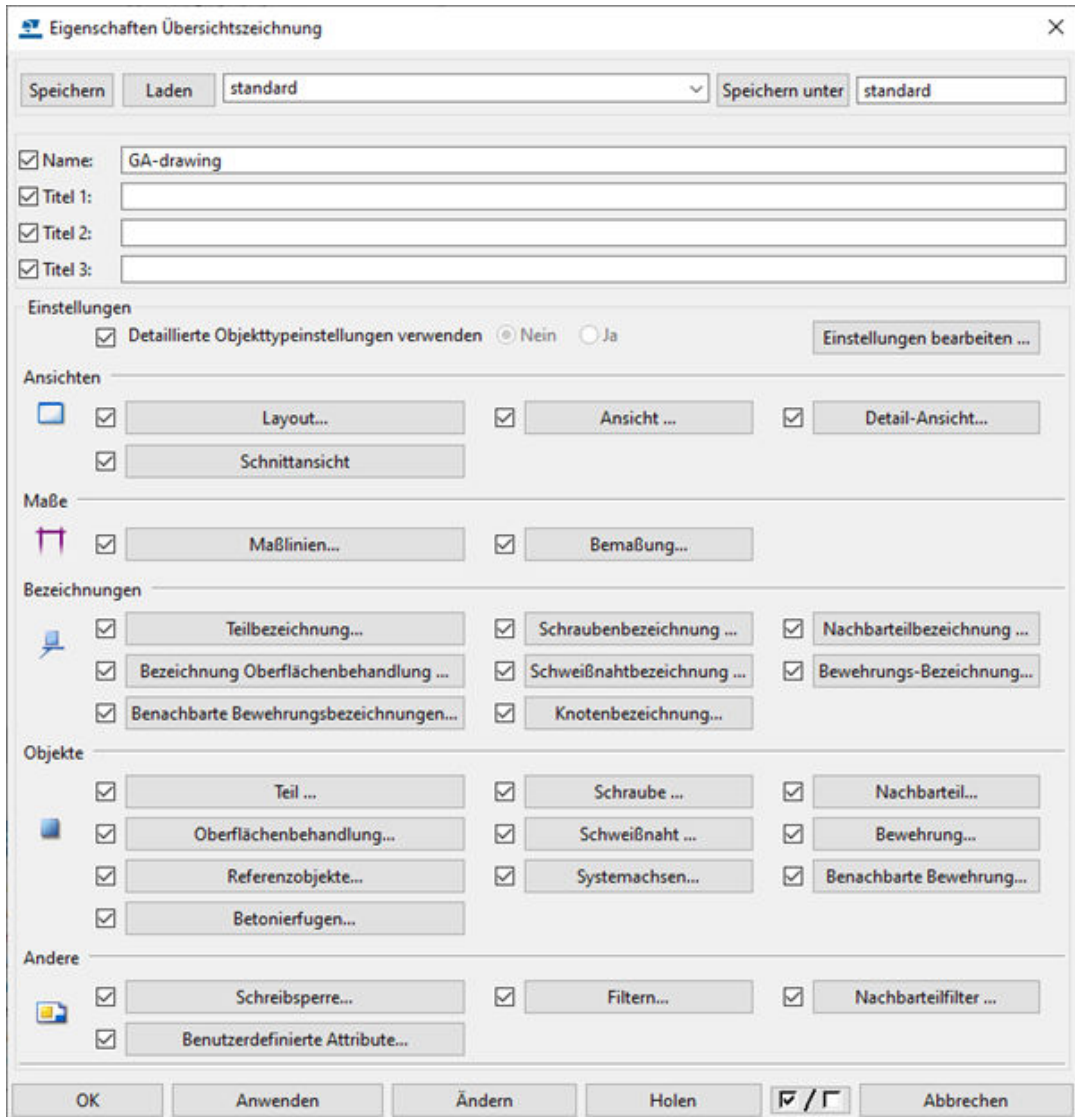 Eigenschaften Übersichtszeichnung
Speichern Laden standard Speichern unter standard
Name: GA-drawing
Titel 1:
Titel 2:
Titel 3:
Einstellungen
Detaillierte Objekttypeinstellungen verwenden Nein Ja Einstellungen bearbeiten ...
Ansichten
Layout... Ansicht ... Detail-Ansicht...
Schnittansicht
Maße
Maßlinien... Bemaßung...
Bezeichnungen
Teilbezeichnung... Schraubenbezeichnung ... Nachbarteilbezeichnung ...
Bezeichnung Oberflächenbehandlung ... Schweißnahtbezeichnung ... Bewehrungs-Bezeichnung...
Benachbarte Bewehrungsbezeichnungen... Knotenbezeichnung...
Objekte
Teil ... Schraube ... Nachbarteil...
Oberflächenbehandlung... Schweißnaht ... Bewehrung...
Referenzobjekte... Systemachsen... Benachbarte Bewehrung...
Betonierfugen...
Andere
Schreibsperre... Filtern... Nachbarteilfilter ...
Benutzerdefinierte Attribute...
OK Anwenden Ändern Holen / Abbrechen